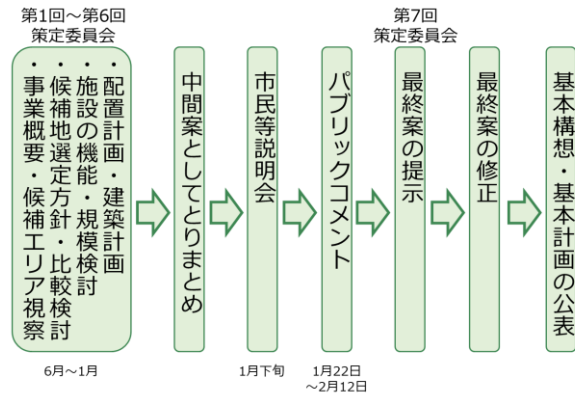 第1回～第6回
策定委員会
・事業概要・候補エリア視察
・候補地選定方針・比較検討
・施設の機能・規模検討
・配置計画・建築計画
6月～1月
中間案としてとりまとめ
市民等説明会
1月下旬
パブリックコメント
1月22日
～2月12日
第7回
策定委員会
最終案の提示
最終案の修正
基本構想・基本計画の公表